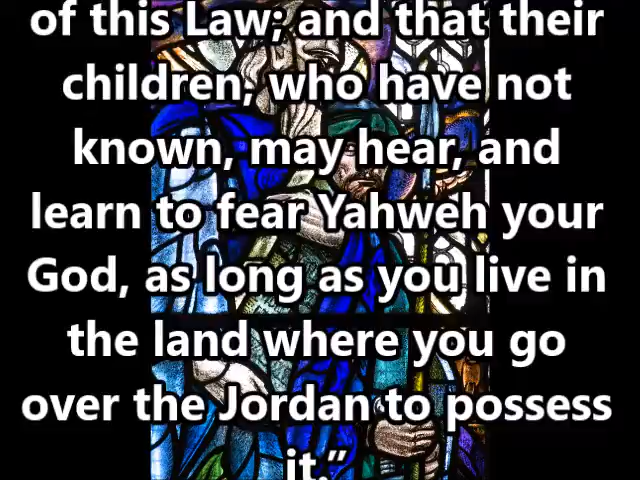 of this Law; and that their
children, who have not
known, may hear, and
learn to fear Yahweh your
God, as long as you live in
the land where you go
over the Jordan to possess
it.”